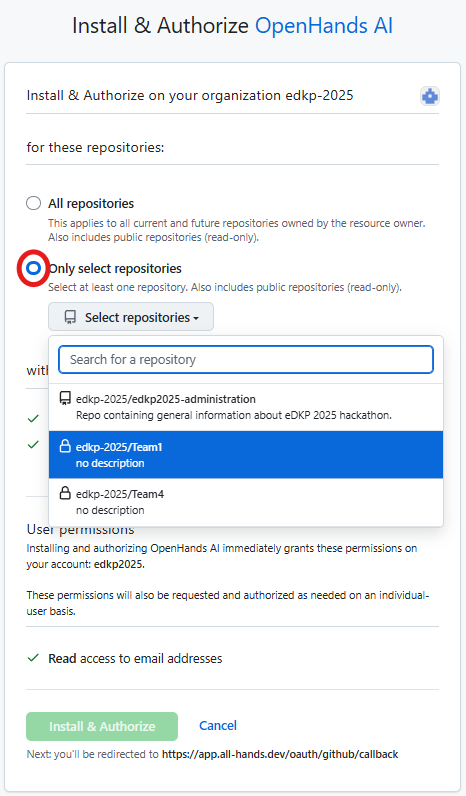 Install & Authorize OpenHands AI
Install & Authorize on your organization edkp-2025
for these repositories:
All repositories
This applies to all current and future repositories owned by the resource owner.
Also includes public repositories (read-only).
Only select repositories
Select at least one repository. Also includes public repositories (read-only).
Select repositories
Search for a repository
edkp-2025/edkp2025-administration
Repo containing general information about eDKP 2025 hackathon.
edkp-2025/Team1
no description
edkp-2025/Team4
no description
User permissions
Installing and authorizing OpenHands AI immediately grants these permissions on
your account: edkp2025.
These permissions will also be requested and authorized as needed on an individual-
user basis.
Read access to email addresses
Install & Authorize Cancel
Next: you'll be redirected to https://app.all-hands.dev/oauth/github/callback